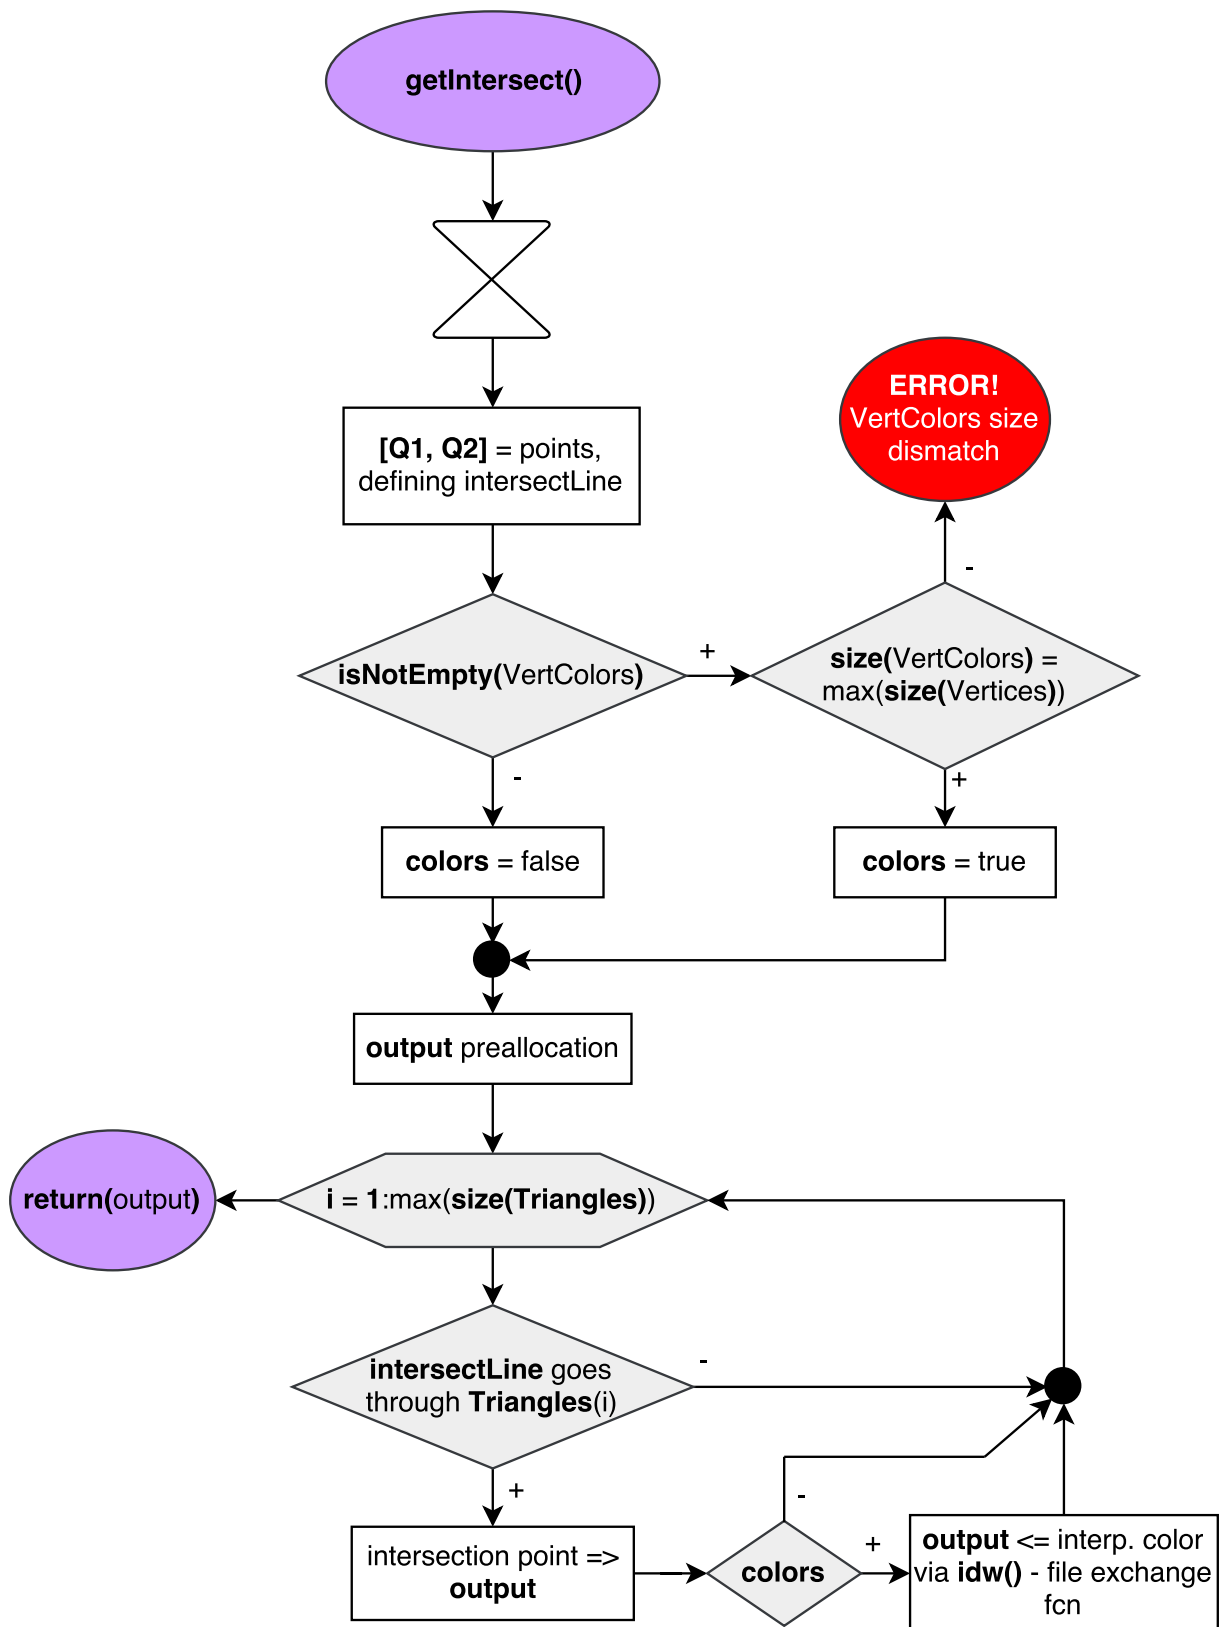 getIntersect()
[Q1, Q2] = points,
defining intersectLine
ERROR!
VertColors size
dismatch
-
isNotEmpty(VertColors)
+
size(VertColors) =
max(size(Vertices))
-
+
colors = false
colors = true
output preallocation
return(output)
i = 1:max(size(Triangles))
intersectLine goes
through Triangles(i)
-
+
intersection point =>
output
-
colors
+
output <= interp. color
via idw() - file exchange
fcn